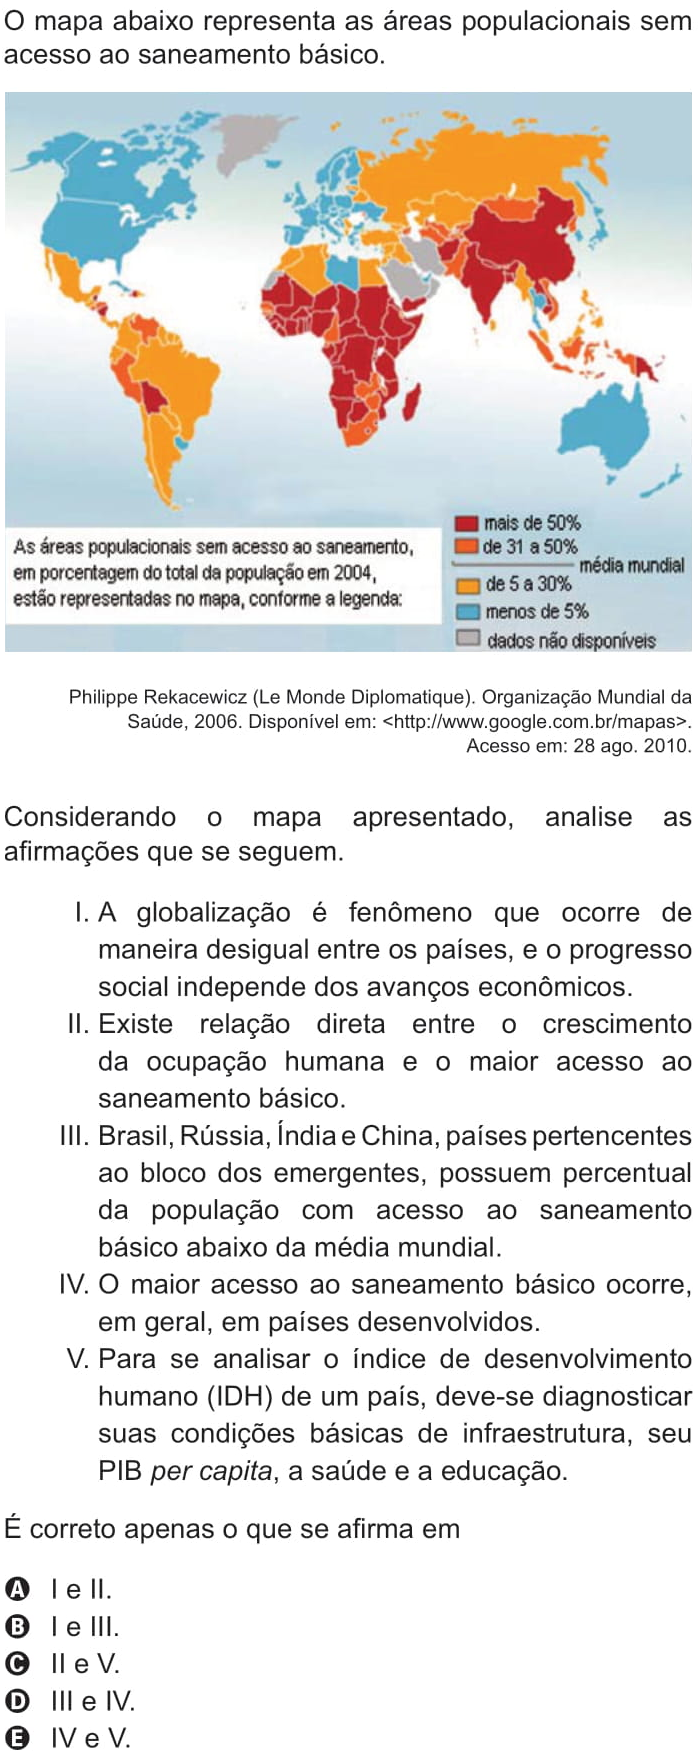 O mapa abaixo representa as áreas populacionais sem
acesso ao saneamento básico.
mais de 50%
de 31 a 50%
média mundial
de 5 a 30%
menos de 5%
dados não disponíveis
As áreas populacionais sem acesso ao saneamento,
em porcentagem do total da população em 2004,
estão representadas no mapa, conforme a legenda:
Philippe Rekacewicz (Le Monde Diplomatique). Organização Mundial da
Saúde, 2006. Disponível em: <http://www.google.com.br/mapas>.
Acesso em: 28 ago. 2010.
Considerando o mapa apresentado, analise as
afirmações que se seguem.
I. A globalização é fenômeno que ocorre de
maneira desigual entre os países, e o progresso
social independe dos avanços econômicos.
II. Existe relação direta entre o crescimento
da ocupação humana e o maior acesso ao
saneamento básico.
III. Brasil, Rússia, Índia e China, países pertencentes
ao bloco dos emergentes, possuem percentual
da população com acesso ao saneamento
básico abaixo da média mundial.
IV. O maior acesso ao saneamento básico ocorre,
em geral, em países desenvolvidos.
V. Para se analisar o índice de desenvolvimento
humano (IDH) de um país, deve-se diagnosticar
suas condições básicas de infraestrutura, seu
PIB per capita, a saúde e a educação.
É correto apenas o que se afirma em
A I e II.
B I e III.
C II e V.
D III e IV.
E IV e V.